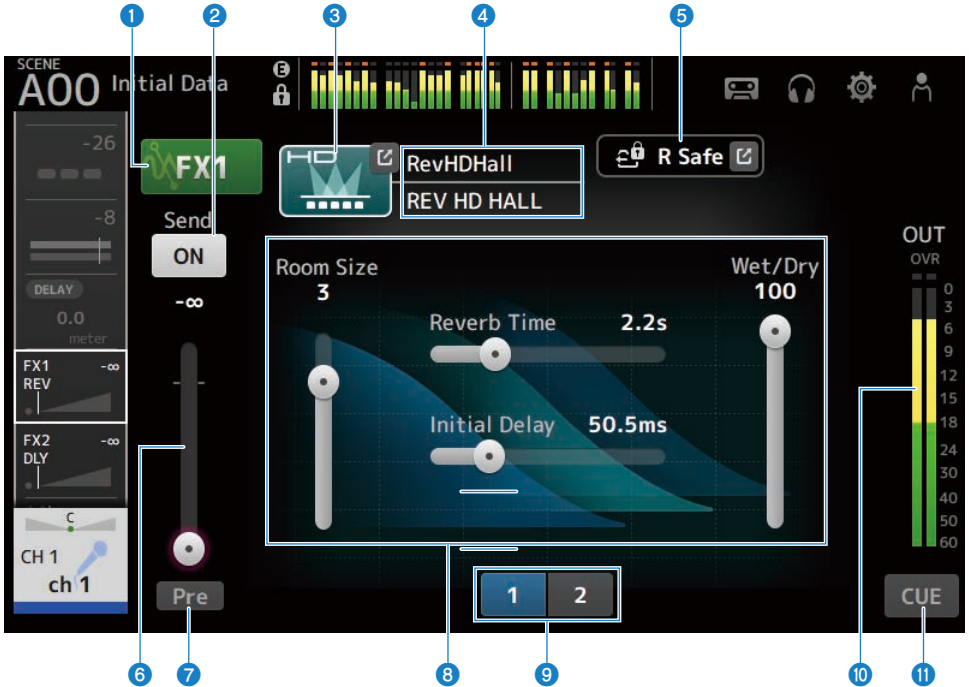 1 2 3 4 5
SCENE
A00 Initial Data
E
-26
-8
DELAY
0.0
meter
FX1 -∞
REV
FX2 -∞
DLY
C
CH 1
ch 1
FX1
Send
ON
-∞
Pre
HD
RevHDHall
REV HD HALL
R Safe
Room Size
3
Reverb Time 2.2s
Initial Delay 50.5ms
Wet/Dry
100
1 2
OUT
OVR
0
3
6
9
12
15
18
24
30
40
50
60
CUE
6 7 8 9 10 11